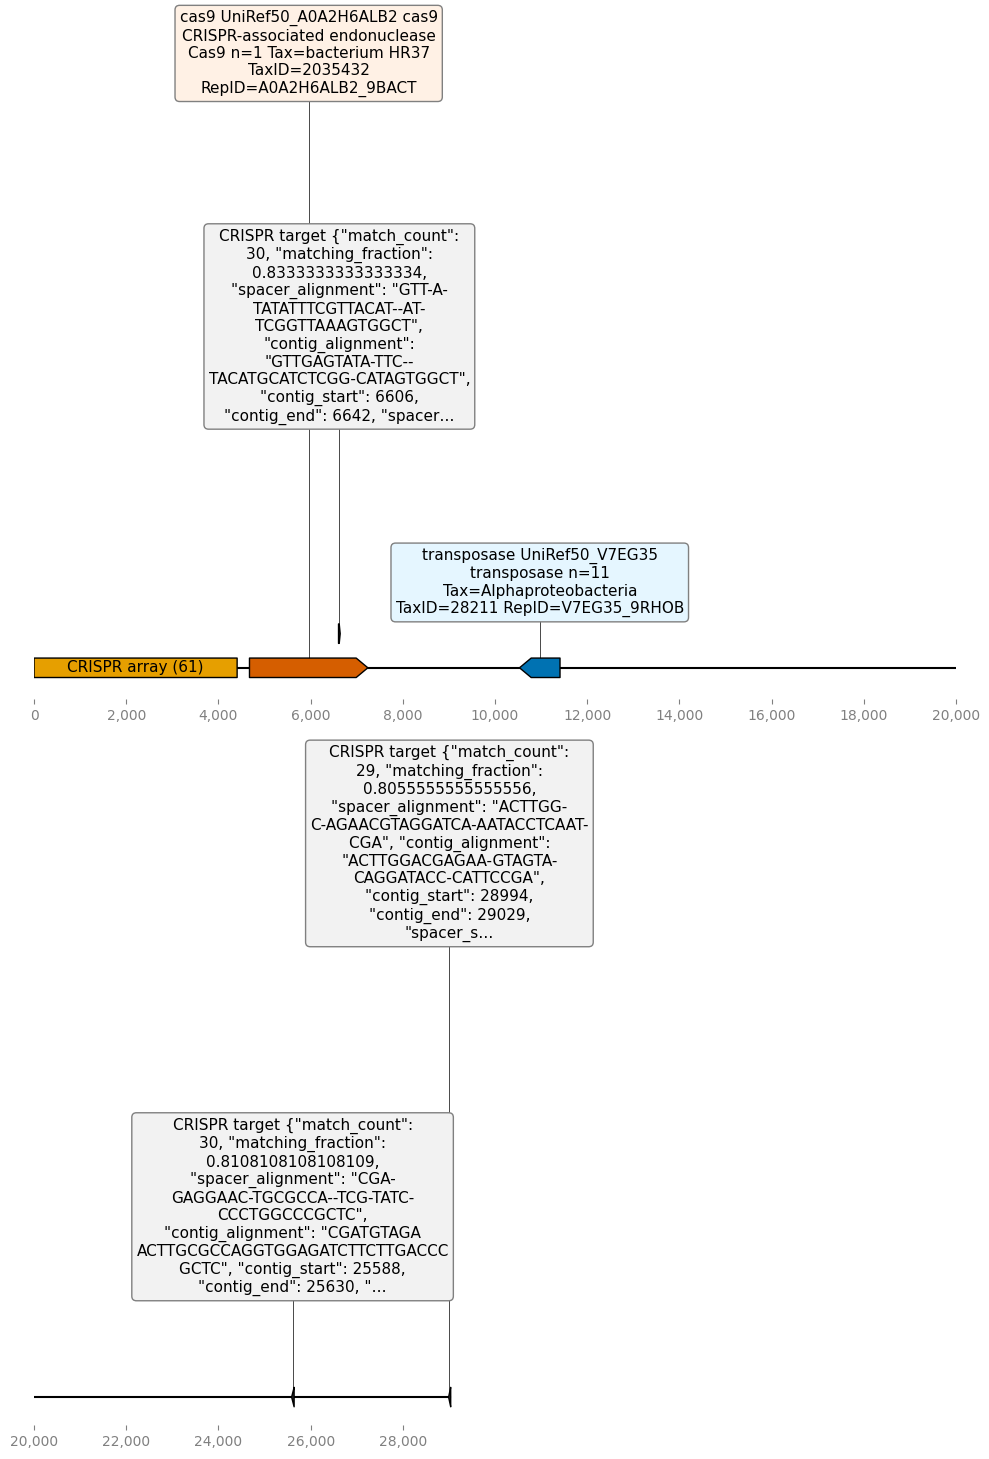 cas9 UniRef50_A0A2H6ALB2 cas9
CRISPR-associated endonuclease
Cas9 n=1 Tax=bacterium HR37
TaxID=2035432
RepID=A0A2H6ALB2_9BACT
CRISPR target {"match_count":
30, "matching_fraction":
0.8333333333333334,
"spacer_alignment": "GTT-A-
TATATTTCGTTACAT--AT-
TCGGTTAAAGTGGCT",
"contig_alignment":
"GTTGAGTATA-TTC--
TACATGCATCTCGG-CATAGTGGCT",
"contig_start": 6606,
"contig_end": 6642, "spacer...
transposase UniRef50_V7EG35
transposase n=11
Tax=Alphaproteobacteria
TaxID=28211 RepID=V7EG35_9RHOB
CRISPR array (61)
0 2,000 4,000 6,000 8,000 10,000 12,000 14,000 16,000 18,000 20,000
CRISPR target {"match_count":
29, "matching_fraction":
0.8055555555555556,
"spacer_alignment": "ACTTGG-
C-AGAACGTAGGATCA-AATACCTCAAT-
CGA", "contig_alignment":
"ACTTGGACGAGAA-GTAGTA-
CAGGATACC-CATTCCGA",
"contig_start": 28994,
"contig_end": 29029,
"spacer_s...
CRISPR target {"match_count":
30, "matching_fraction":
0.8108108108108109,
"spacer_alignment": "CGA-
GAGGAAC-TGCGCCA--TCG-TATC-
CCCTGGCCCGCTC",
"contig_alignment": "CGATGTAGA
ACTTGCGCCAGGTGGAGATCTTCTTGACCC
GCTC", "contig_start": 25588,
"contig_end": 25630, "...
20,000 22,000 24,000 26,000 28,000